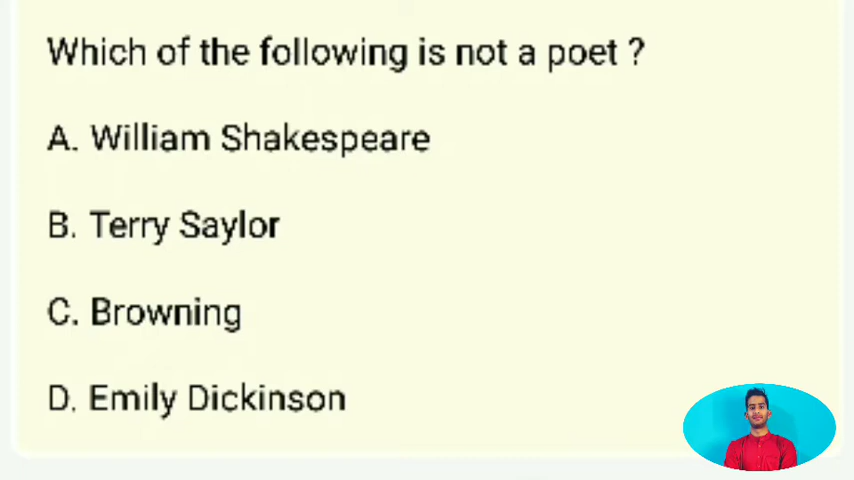 Which of the following is not a poet ?
A. William Shakespeare
B. Terry Saylor
C. Browning
D. Emily Dickinson